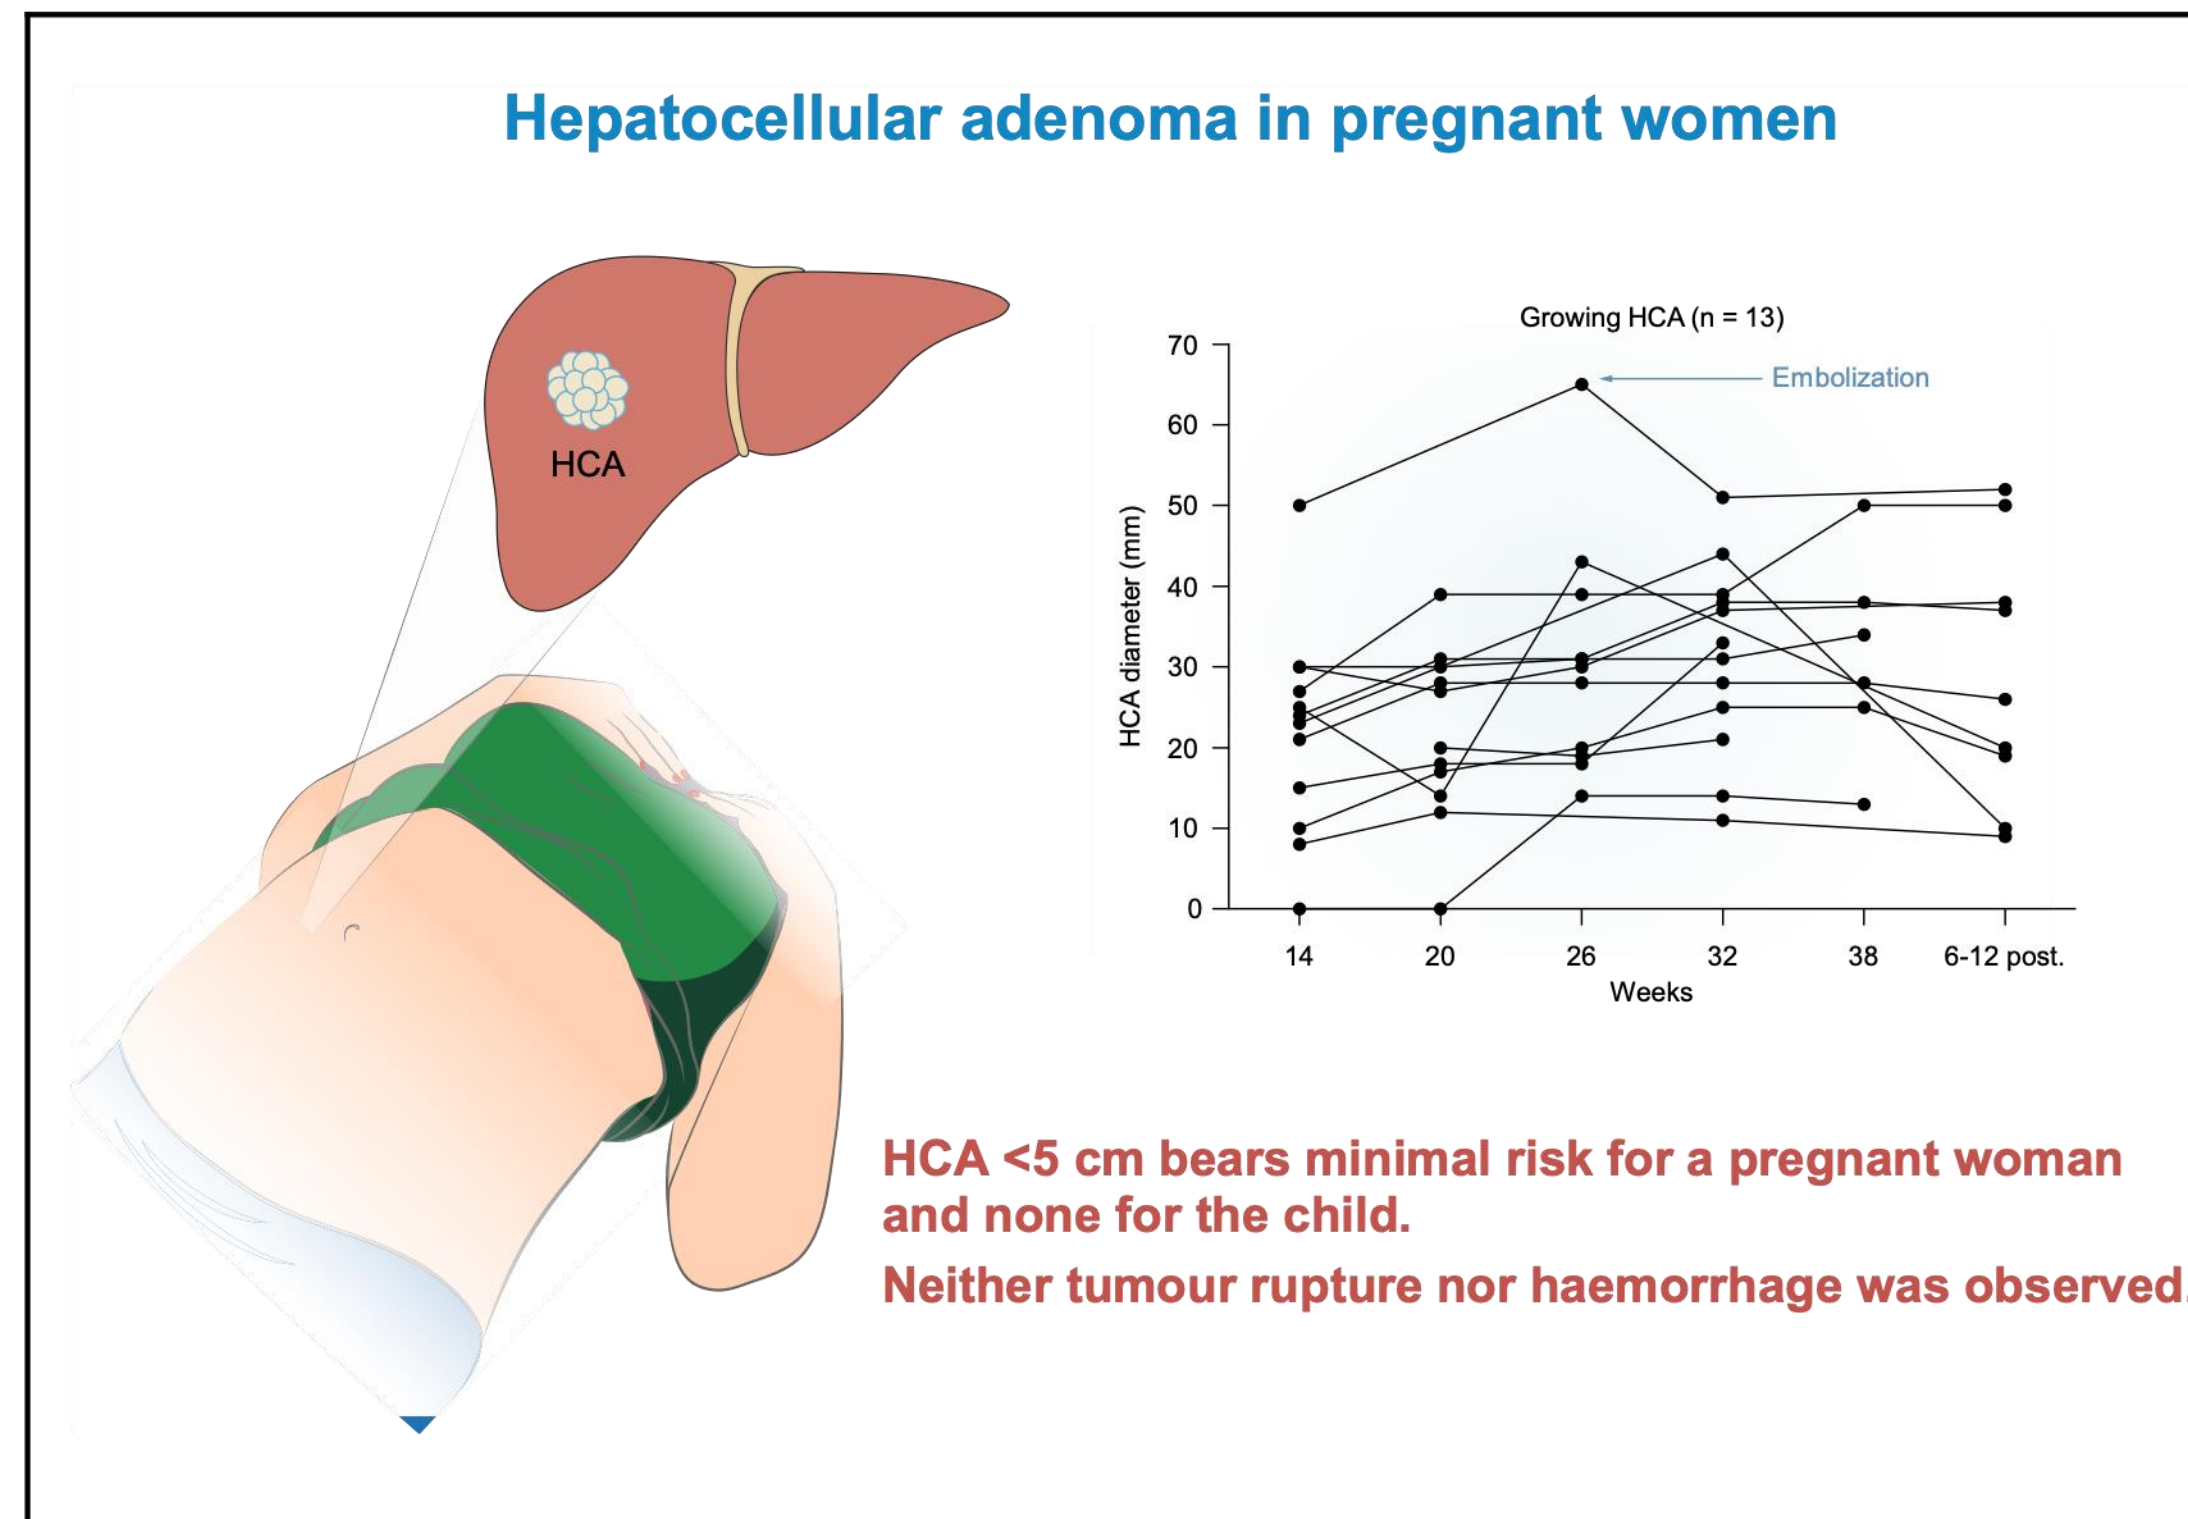 Hepatocellular adenoma in pregnant women
HCA
Growing HCA (n = 13)
Embolization
HCA diameter (mm)
70
60
50
40
30
20
10
0
14 20 26 32 38 6-12 post.
Weeks
HCA <5 cm bears minimal risk for a pregnant woman
and none for the child.
Neither tumour rupture nor haemorrhage was observed.